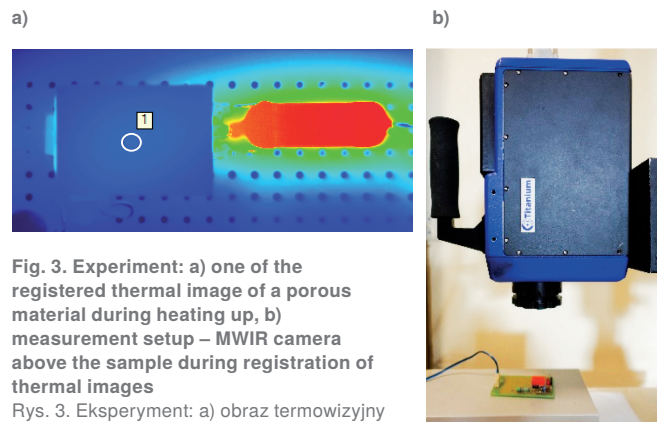 a)
b)
1
Titanium
Fig. 3. Experiment: a) one of the
registered thermal image of a porous
material during heating up, b)
measurement setup – MWIR camera
above the sample during registration of
thermal images
Rys. 3. Eksperyment: a) obraz termowizyjny